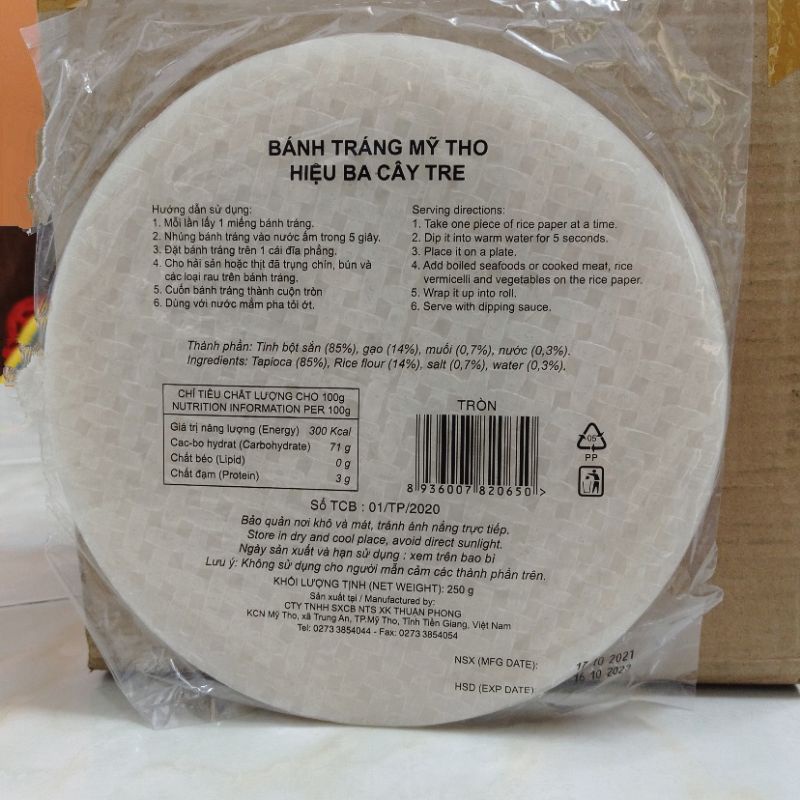 BÁNH TRÁNG MỸ THO
HIỆU BA CÂY TRE
Hướng dẫn sử dụng:
1. Mỗi lần lấy 1 miếng bánh tráng.
2. Nhúng bánh tráng vào nước ấm trong 5 giây.
3. Đặt bánh tráng trên 1 cái đĩa phẳng.
4. Cho hải sản hoặc thịt đã trụng chín, bún và
các loại rau trên bánh tráng.
5. Cuốn bánh tráng thành cuộn tròn
6. Dùng với nước mắm pha tỏi ớt.
Serving directions:
1. Take one piece of rice paper at a time.
2. Dip it into warm water for 5 seconds.
3. Place it on a plate.
4. Add boiled seafoods or cooked meat, rice
vermicelli and vegetables on the rice paper.
5. Wrap it up into roll.
6. Serve with dipping sauce.
Thành phần: Tinh bột sắn (85%), gạo (14%), muối (0,7%), nước (0,3%).
Ingredients: Tapioca (85%), Rice flour (14%), salt (0,7%), water (0,3%).
CHỈ TIÊU CHẤT LƯỢNG CHO 100g
NUTRITION INFORMATION PER 100g
Giá trị năng lượng (Energy) 300 Kcal
Cac-bo hydrat (Carbohydrate) 71 g
Chất béo (Lipid) 0 g
Chất đạm (Protein) 3 g
TRÒN
8 936007 820650 >
05
PP
Số TCB : 01/TP/2020
Bảo quản nơi khô và mát, tránh ánh nắng trực tiếp.
Store in dry and cool place, avoid direct sunlight.
Ngày sản xuất và hạn sử dụng : xem trên bao bì
Lưu ý: Không sử dụng cho người mẫn cảm các thành phần trên.
KHỐI LƯỢNG TỊNH (NET WEIGHT): 250 g
Sản xuất tại / Manufactured by:
CTY TNHH SXCB NTS XK THUẬN PHONG
KCN Mỹ Tho, xã Trung An, TP.Mỹ Tho, Tỉnh Tiền Giang, Việt Nam
Tel: 0273 3854044 - Fax: 0273 3854054
NSX (MFG DATE): 17 10 2021
HSD (EXP DATE) 16 10